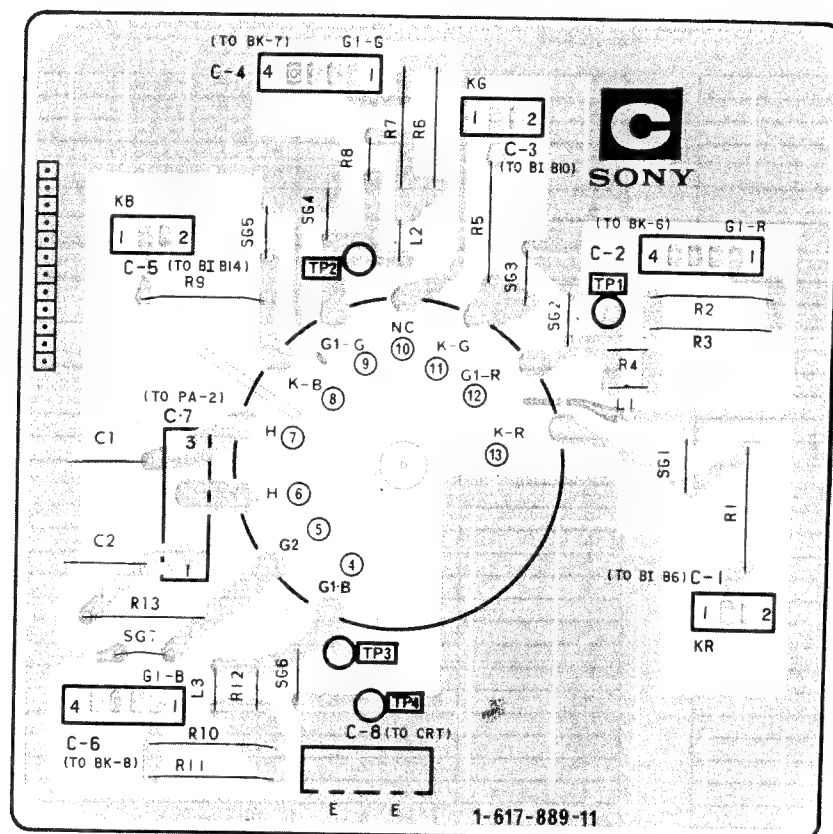 (TO BK-7) G1-G
C-4 4 1
KG
1 2
C-3
(TO BI B10)
C
SONY
R7
R6
R8
KB
1 2
C-5 (TO BI B14)
R9
SG5
SG4
L2
R5
TP2
SG3
SG2
(TO BK-6) G1-R
C-2 4 1
TP1
R2
R3
R4
L1
NC
10
G1-G
9
K-G
11
K-B
8
G1-R
12
(TO PA-2)
C-7
3
C1
H 7
K-R
13
SG1
R1
H 6
5
C2
G2
4
1
G1-B
(TO BI B6) C-1
1 2
KR
R13
SG7
TP3
G1-B
4 1
L3
R12
SG6
TP4
C-6
(TO BK-8)
R10
R11
C-8 (TO CRT)
E E
1-617-889-11